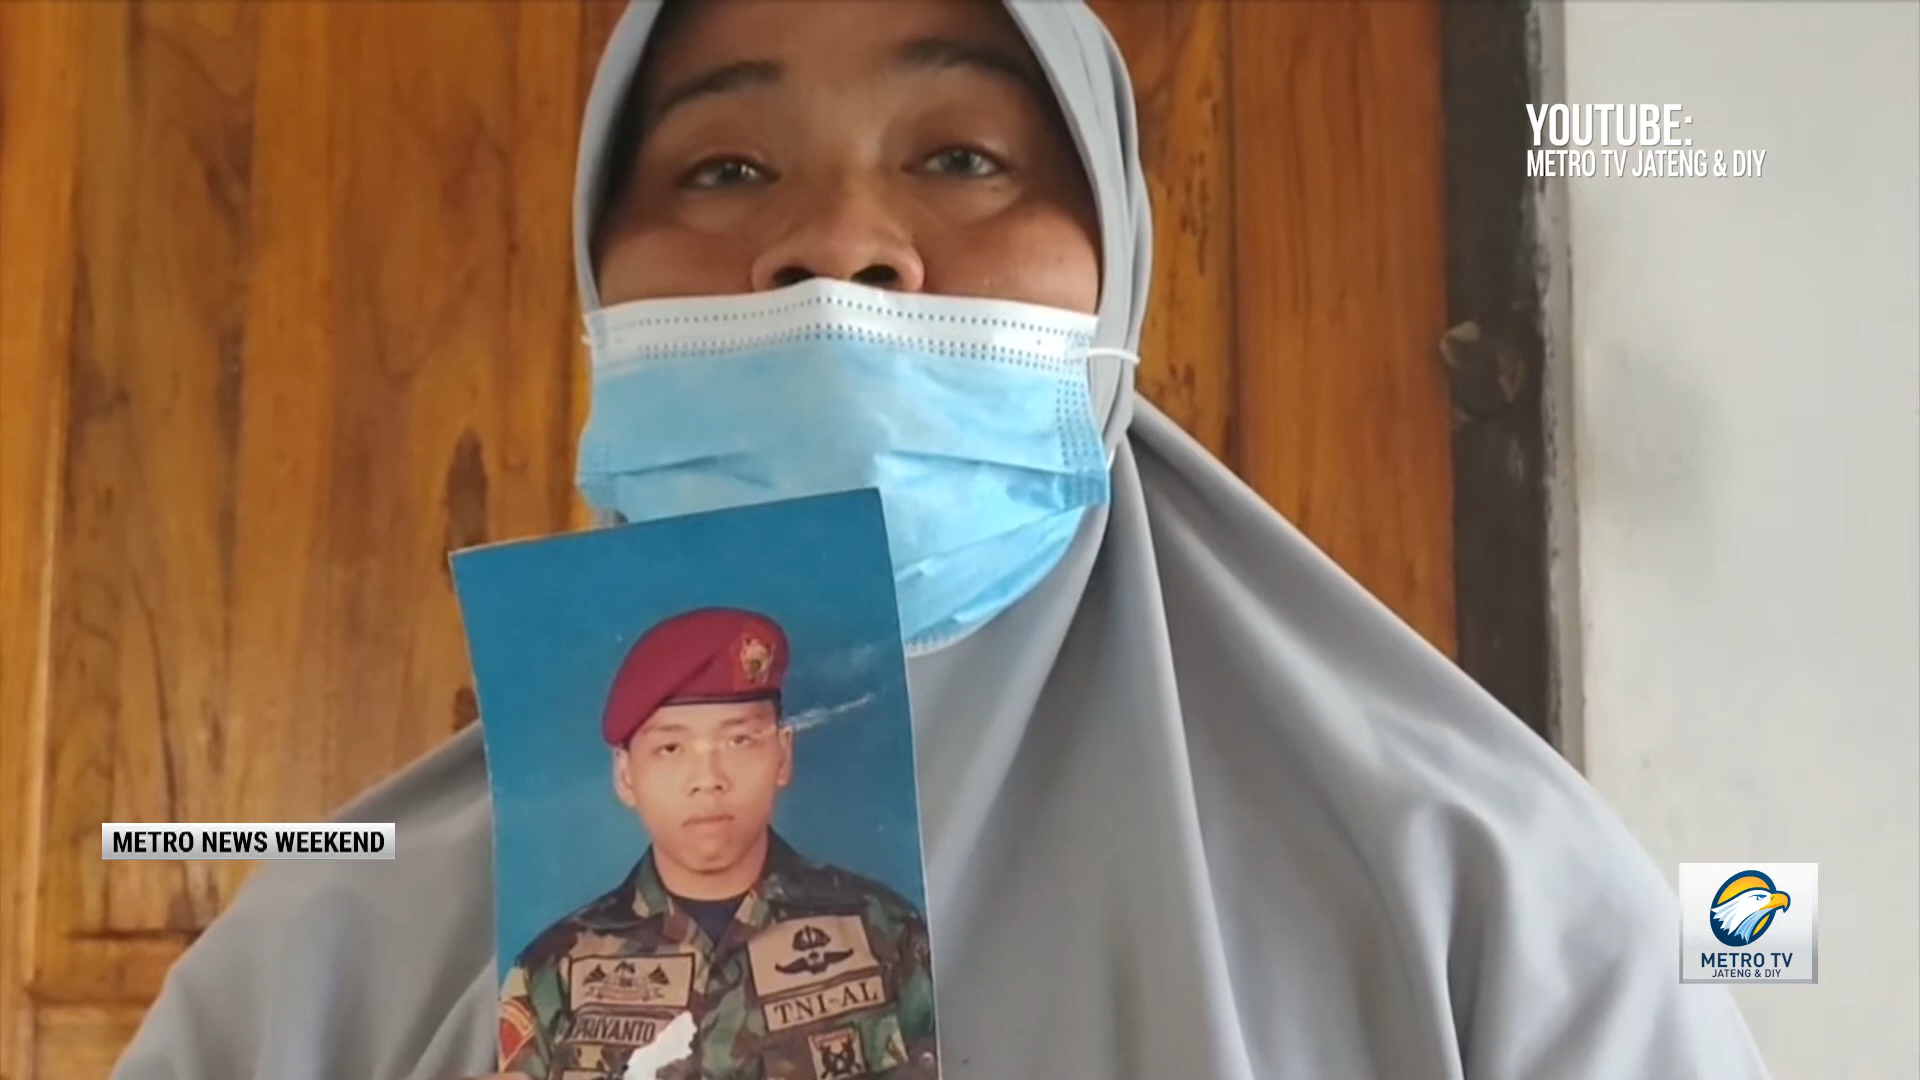 YOUTUBE:
METRO TV JATENG & DIY
METRO NEWS WEEKEND
TNI-AL
PRIYANTO
METRO TV
JATENG & DIY